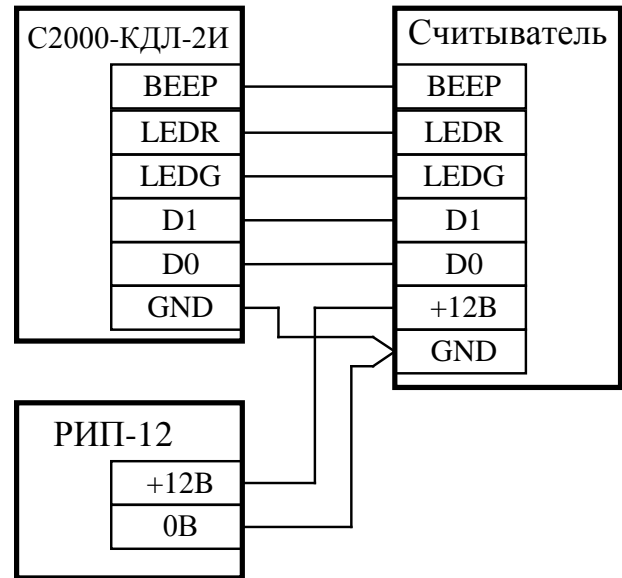 С2000-КДЛ-2И
BEEP
LEDR
LEDG
D1
D0
GND
Считыватель
BEEP
LEDR
LEDG
D1
D0
+12В
GND
РИП-12
+12В
0В